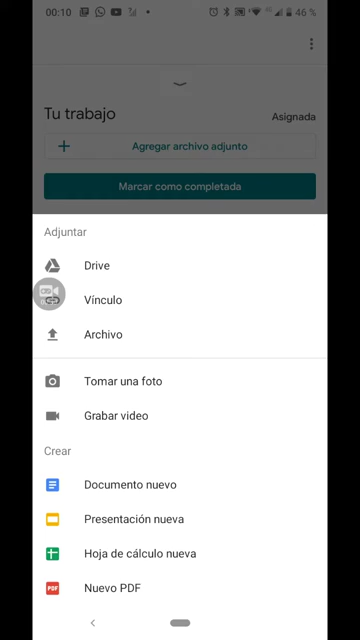 00:10 46 %
Tu trabajo
Asignada
Agregar archivo adjunto
Marcar como completada
Adjuntar
Drive
Vínculo
Archivo
Tomar una foto
Grabar video
Crear
Documento nuevo
Presentación nueva
Hoja de cálculo nueva
PDF Nuevo PDF